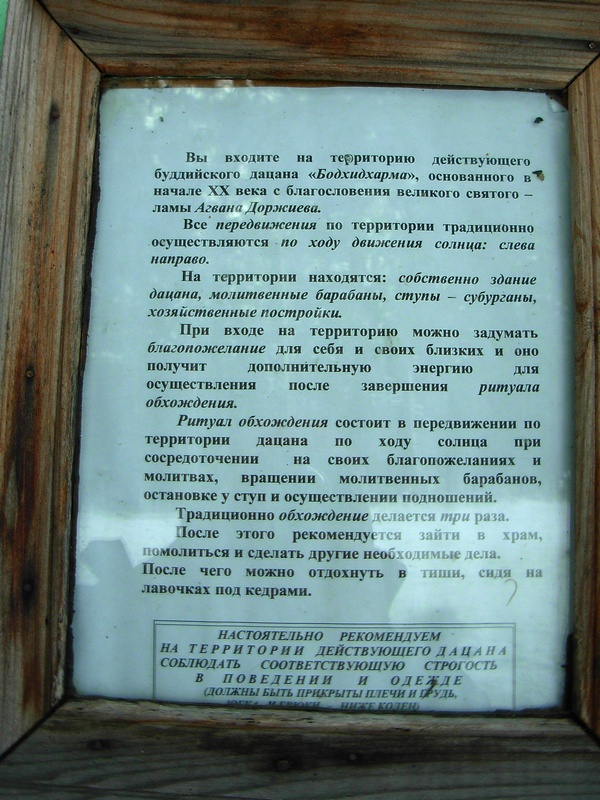 Вы входите на территорию действующего
буддийского дацана «Бодхидхарма», основанного в
начале XX века с благословения великого святого –
ламы Агвана Доржиева.
Все передвижения по территории традиционно
осуществляются по ходу движения солнца: слева
направо.
На территории находятся: собственно здание
дацана, молитвенные барабаны, ступы – субурганы,
хозяйственные постройки.
При входе на территорию можно задумать
благопожелание для себя и своих близких и оно
получит дополнительную энергию для
осуществления после завершения ритуала
обхождения.
Ритуал обхождения состоит в передвижении по
территории дацана по ходу солнца при
сосредоточении на своих благопожеланиях и
молитвах, вращении молитвенных барабанов,
остановке у ступ и осуществлении подношений.
Традиционно обхождение делается три раза.
После этого рекомендуется зайти в храм,
помолиться и сделать другие необходимые дела.
После чего можно отдохнуть в тиши, сидя на
лавочках под кедрами.
НАСТОЯТЕЛЬНО РЕКОМЕНДУЕМ
НА ТЕРРИТОРИИ ДЕЙСТВУЮЩЕГО ДАЦАНА
СОБЛЮДАТЬ СООТВЕТСТВУЮЩУЮ СТРОГОСТЬ
В ПОВЕДЕНИИ И ОДЕЖДЕ
(ДОЛЖНЫ БЫТЬ ПРИКРЫТЫ ПЛЕЧИ И ГРУДЬ,
ЮБКА И БРЮКИ НИЖЕ КОЛЕН)